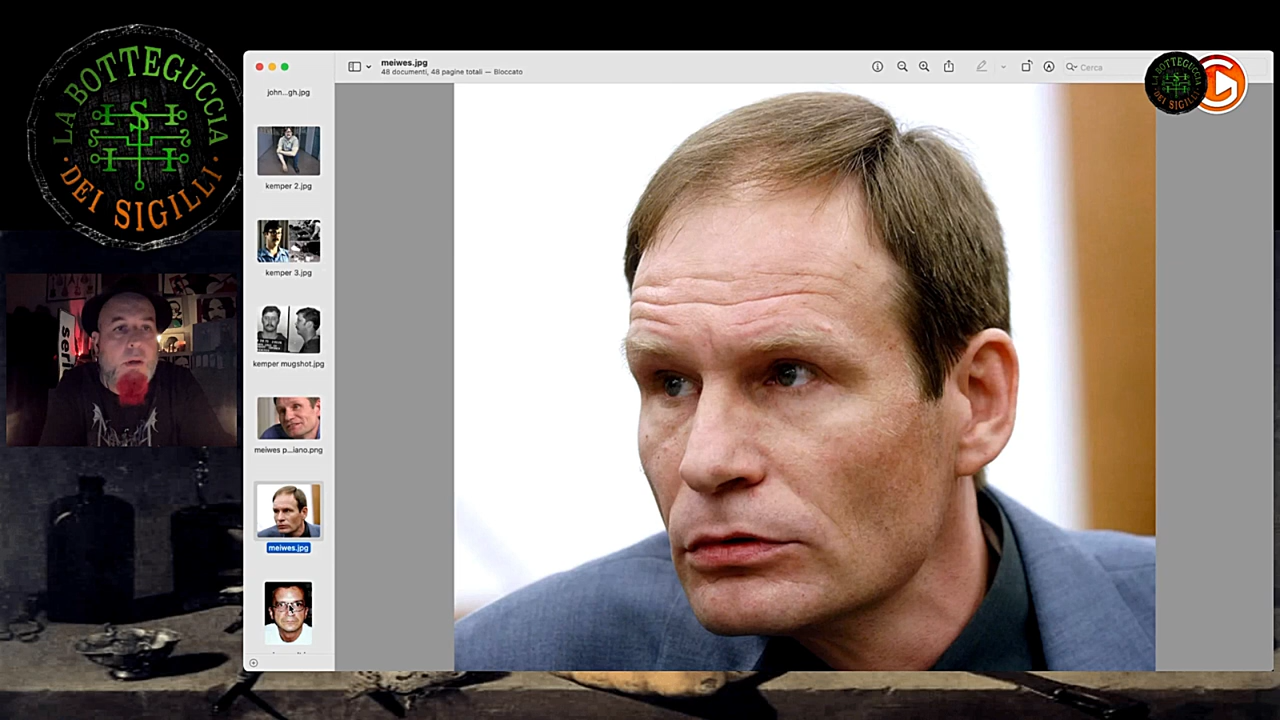 LA BOTTEGUCCIA
DEI SIGILLI
meiwes.jpg
48 documenti, 48 pagine totali — Bloccato
Cerca
LA BOTTEGUCCIA
DEI SIGILLI
john...gh.jpg
kemper 2.jpg
kemper 3.jpg
kemper mugshot.jpg
meiwes p...iano.png
meiwes.jpg
seri